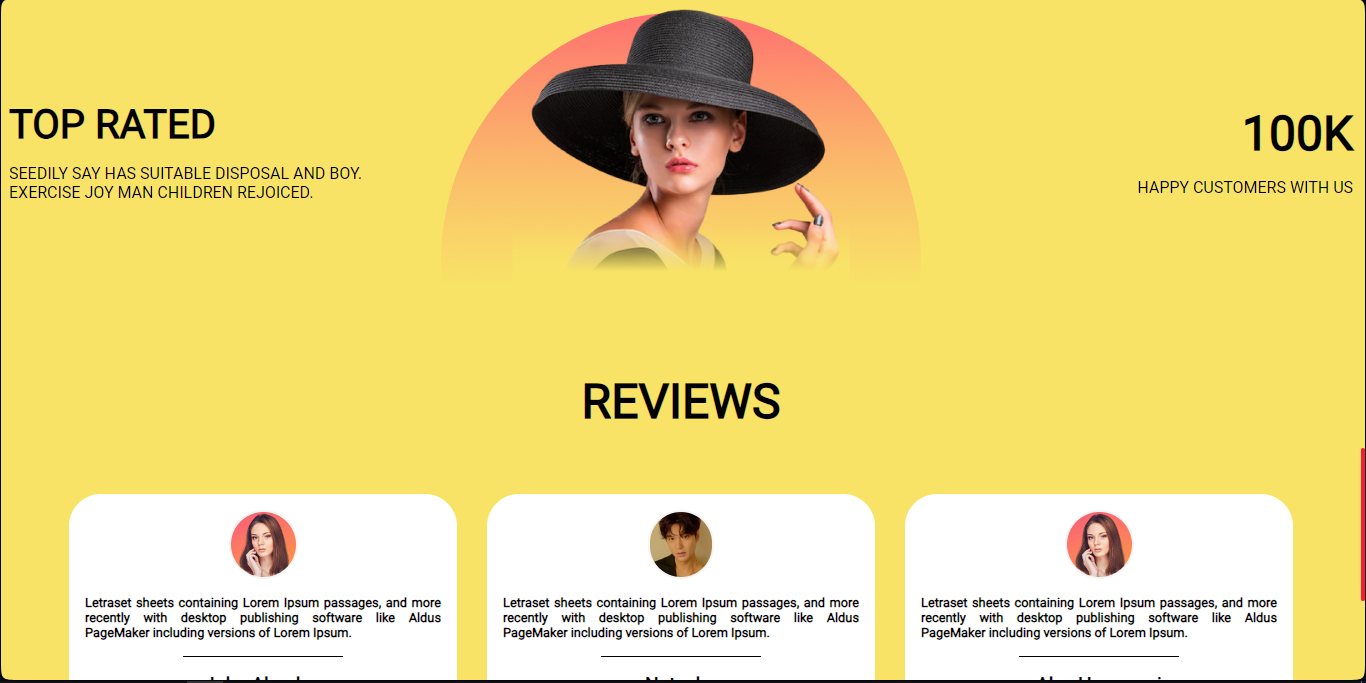 TOP RATED
SEEDILY SAY HAS SUITABLE DISPOSAL AND BOY.
EXERCISE JOY MAN CHILDREN REJOICED.
100K
HAPPY CUSTOMERS WITH US
REVIEWS
Letraset sheets containing Lorem Ipsum passages, and more
recently with desktop publishing software like Aldus
PageMaker including versions of Lorem Ipsum.
Letraset sheets containing Lorem Ipsum passages, and more
recently with desktop publishing software like Aldus
PageMaker including versions of Lorem Ipsum.
Letraset sheets containing Lorem Ipsum passages, and more
recently with desktop publishing software like Aldus
PageMaker including versions of Lorem Ipsum.